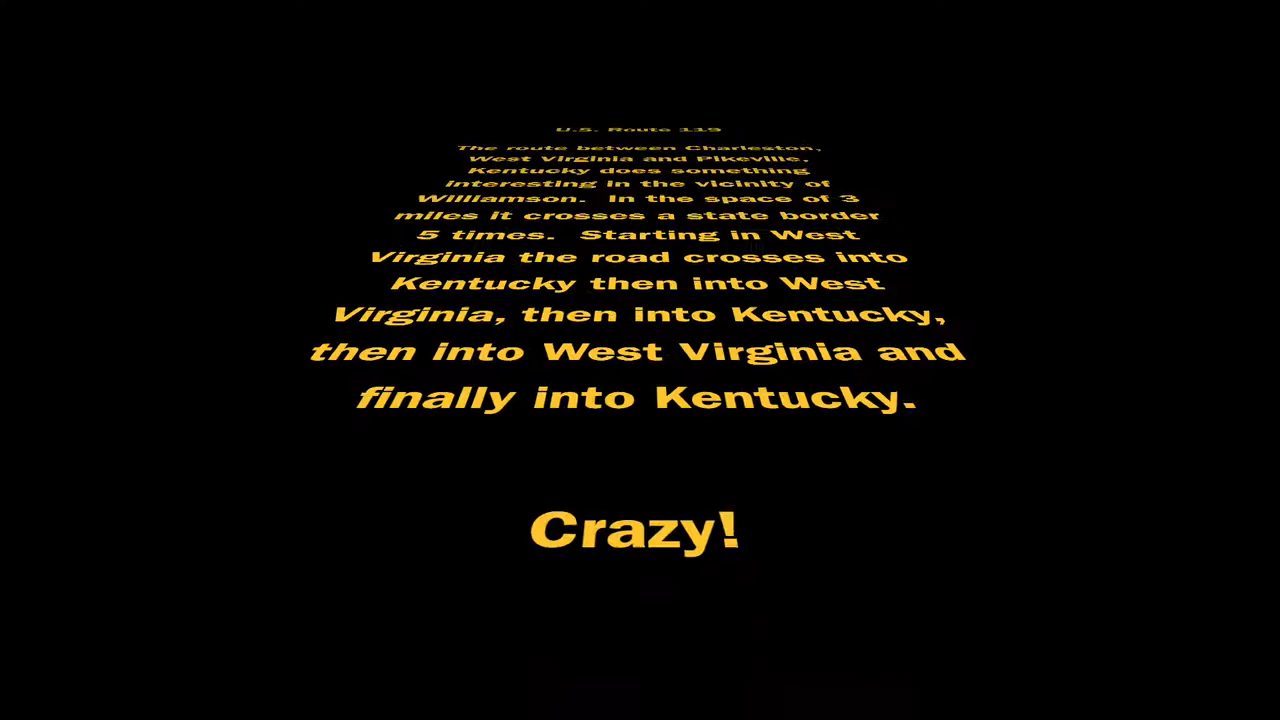 U.S. Route 119
The route between Charleston,
West Virginia and Pikeville,
Kentucky does something
interesting in the vicinity of
Williamson.  In the space of 3
miles it crosses a state border
5 times.  Starting in West
Virginia the road crosses into
Kentucky then into West
Virginia, then into Kentucky,
then into West Virginia and
finally into Kentucky.
Crazy!